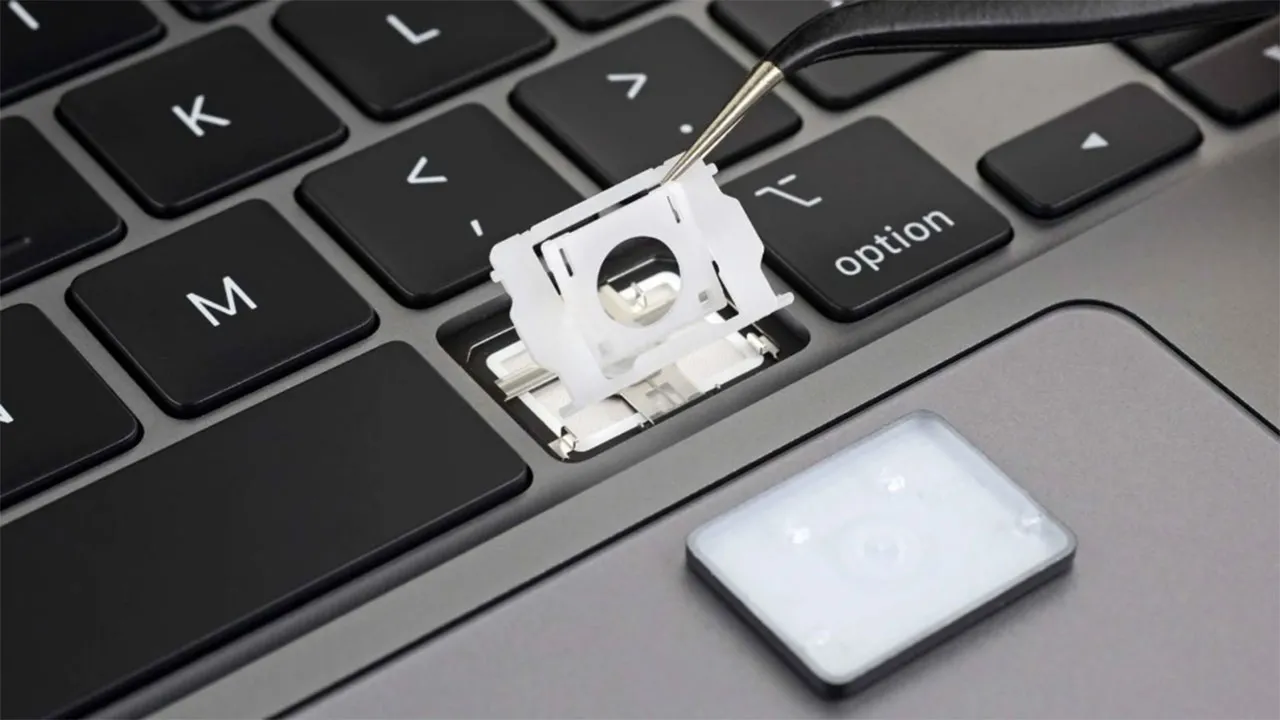 L
K
>
.
<
,
⌥
option
◀
M